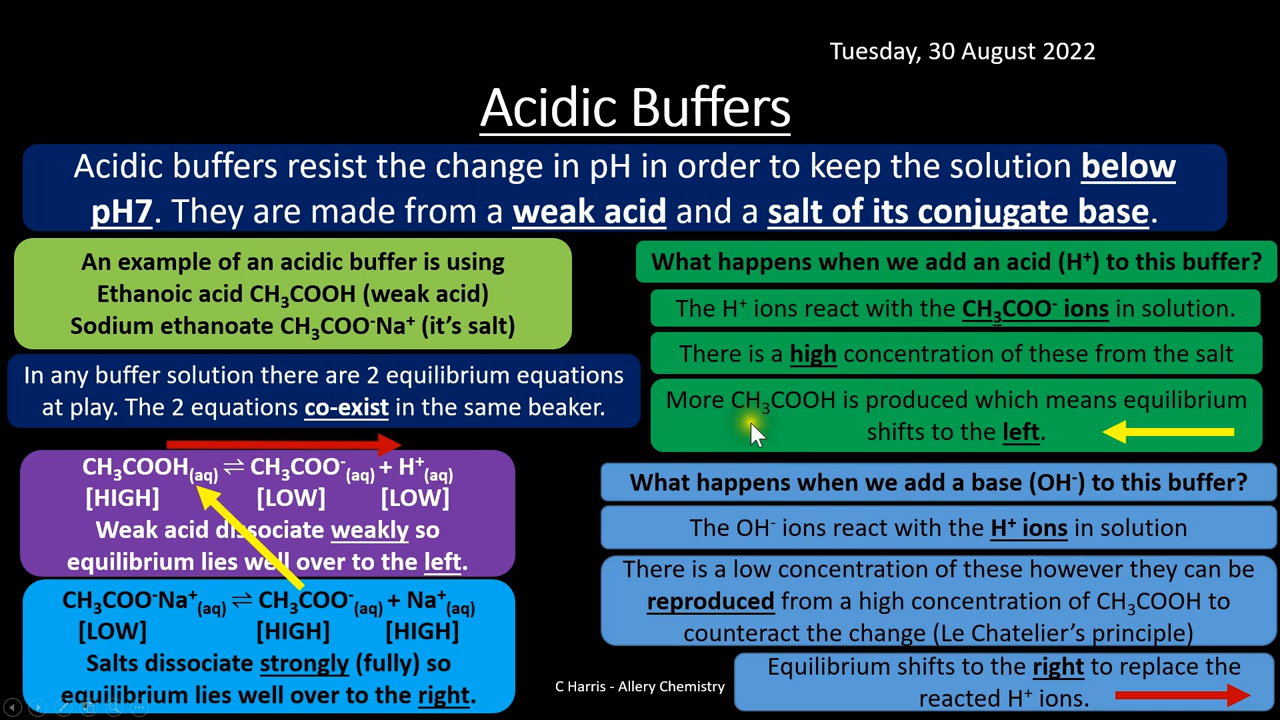 Tuesday, 30 August 2022
Acidic Buffers
Acidic buffers resist the change in pH in order to keep the solution below
pH7. They are made from a weak acid and a salt of its conjugate base.
An example of an acidic buffer is using
Ethanoic acid CH₃COOH (weak acid)
Sodium ethanoate CH₃COO⁻Na⁺ (it's salt)
In any buffer solution there are 2 equilibrium equations
at play. The 2 equations co-exist in the same beaker.
CH₃COOH(aq) ⇌ CH₃COO⁻(aq) + H⁺(aq)
[HIGH] [LOW] [LOW]
Weak acid dissociate weakly so
equilibrium lies well over to the left.
CH₃COO⁻Na⁺(aq) ⇌ CH₃COO⁻(aq) + Na⁺(aq)
[LOW] [HIGH] [HIGH]
Salts dissociate strongly (fully) so
equilibrium lies well over to the right.
What happens when we add an acid (H⁺) to this buffer?
The H⁺ ions react with the CH₃COO⁻ ions in solution.
There is a high concentration of these from the salt
More CH₃COOH is produced which means equilibrium
shifts to the left.
What happens when we add a base (OH⁻) to this buffer?
The OH⁻ ions react with the H⁺ ions in solution
There is a low concentration of these however they can be
reproduced from a high concentration of CH₃COOH to
counteract the change (Le Chatelier's principle)
Equilibrium shifts to the right to replace the
reacted H⁺ ions.
C Harris - Allery Chemistry